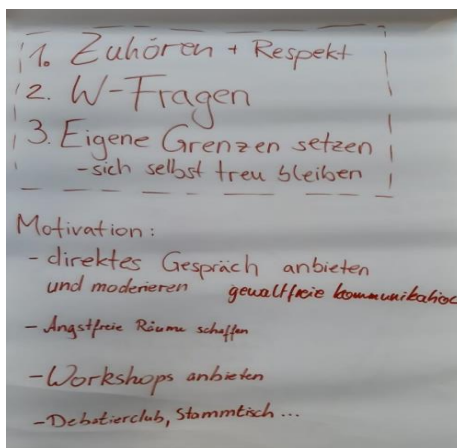 1. Zuhören + Respekt
2. W-Fragen
3. Eigene Grenzen setzen
- sich selbst treu bleiben
Motivation:
- direktes Gespräch anbieten
und moderieren gewaltfreie kommunikation
- Angstfreie Räume schaffen
- Workshops anbieten
- Debatierclub, Stammtisch ...